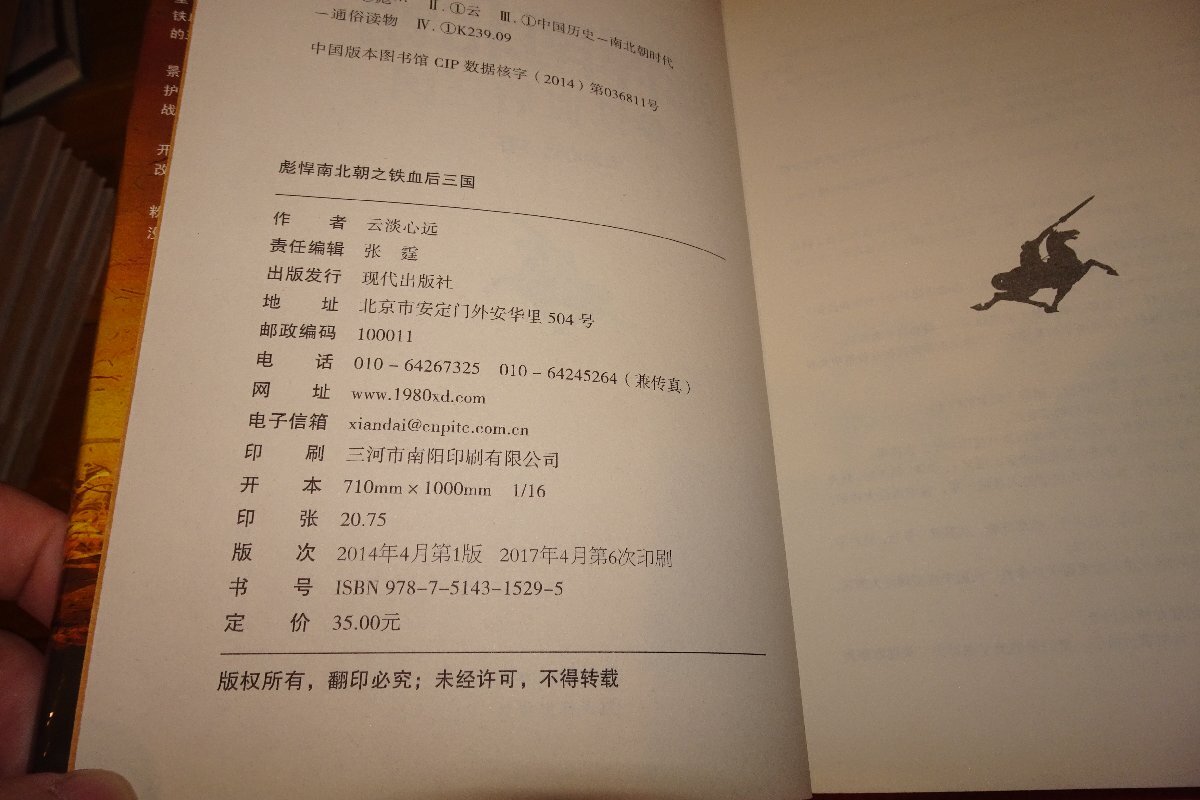 Ⅱ.①云 Ⅲ.①中国历史－南北朝时代
－通俗读物 Ⅳ.①K239.09
中国版本图书馆 CIP 数据核字（2014）第036811号
彪悍南北朝之铁血后三国
作 者 云淡心远
责任编辑 张 霆
出版发行 现代出版社
地 址 北京市安定门外安华里 504 号
邮政编码 100011
电 话 010－64267325 010－64245264（兼传真）
网 址 www.1980xd.com
电子信箱 xiandai@cnpitc.com.cn
印 刷 三河市南阳印刷有限公司
开 本 710mm×1000mm 1/16
印 张 20.75
版 次 2014年4月第1版 2017年4月第6次印刷
书 号 ISBN 978-7-5143-1529-5
定 价 35.00元
版权所有，翻印必究；未经许可，不得转载
铁
的
景
护
战
开
改